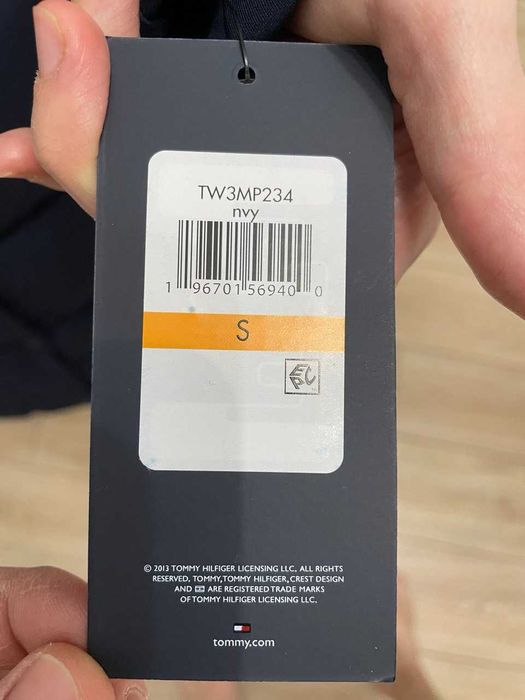 TW3MP234
nvy
1 96701 56940 0
S
EPC
© 2013 TOMMY HILFIGER LICENSING LLC, ALL RIGHTS
RESERVED. TOMMY, TOMMY HILFIGER, CREST DESIGN
AND ARE REGISTERED TRADE MARKS
OF TOMMY HILFIGER LICENSING LLC.
tommy.com